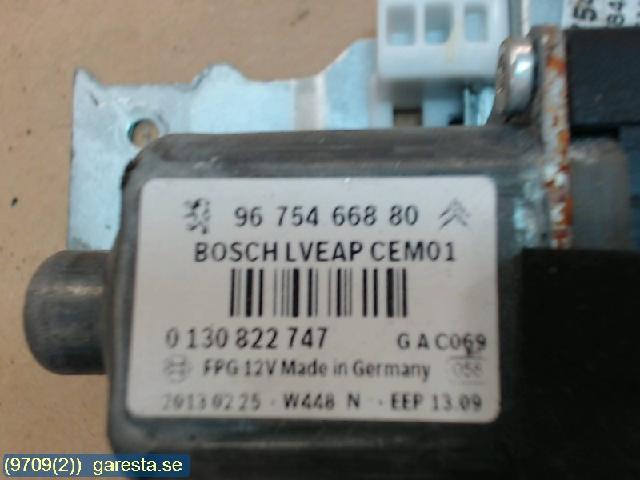 96 754 668 80
BOSCH LVEAP CEM01
0 130 822 747 G A C069
FPG 12V Made in Germany 056
2013 02 25 - W448 N - EEP 13.09
(9709(2)) garesta.se